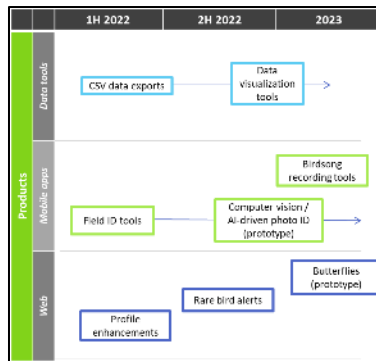 1H 2022
2H 2022
2023
Products
Data tools
CSV data exports
Data
visualization
tools
Mobile apps
Birdsong
recording tools
Field ID tools
Computer vision /
AI-driven photo ID
(prototype)
Web
Profile
enhancements
Rare bird alerts
Butterflies
(prototype)